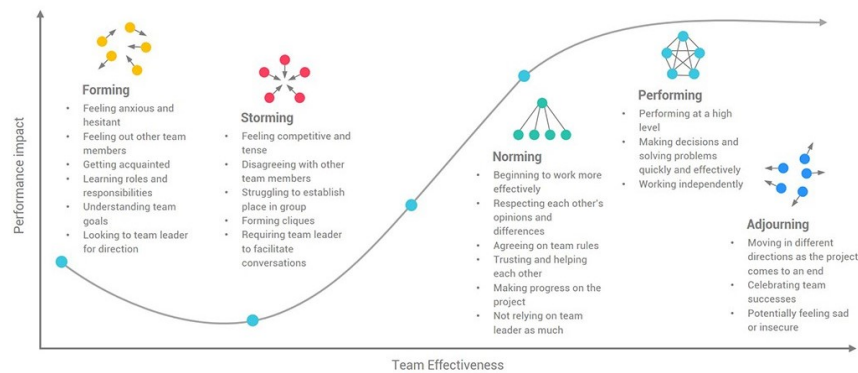 Performance impact
Forming
• Feeling anxious and
hesitant
• Feeling out other team
members
• Getting acquainted
• Learning roles and
responsibilities
• Understanding team
goals
• Looking to team leader
for direction
Storming
• Feeling competitive and
tense
• Disagreeing with other
team members
• Struggling to establish
place in group
• Forming cliques
• Requiring team leader
to facilitate
conversations
Norming
• Beginning to work more
effectively
• Respecting each other's
opinions and
differences
• Agreeing on team rules
• Trusting and helping
each other
• Making progress on the
project
• Not relying on team
leader as much
Performing
• Performing at a high
level
• Making decisions and
solving problems
quickly and effectively
• Working independently
Adjourning
• Moving in different
directions as the project
comes to an end
• Celebrating team
successes
• Potentially feeling sad
or insecure
Team Effectiveness